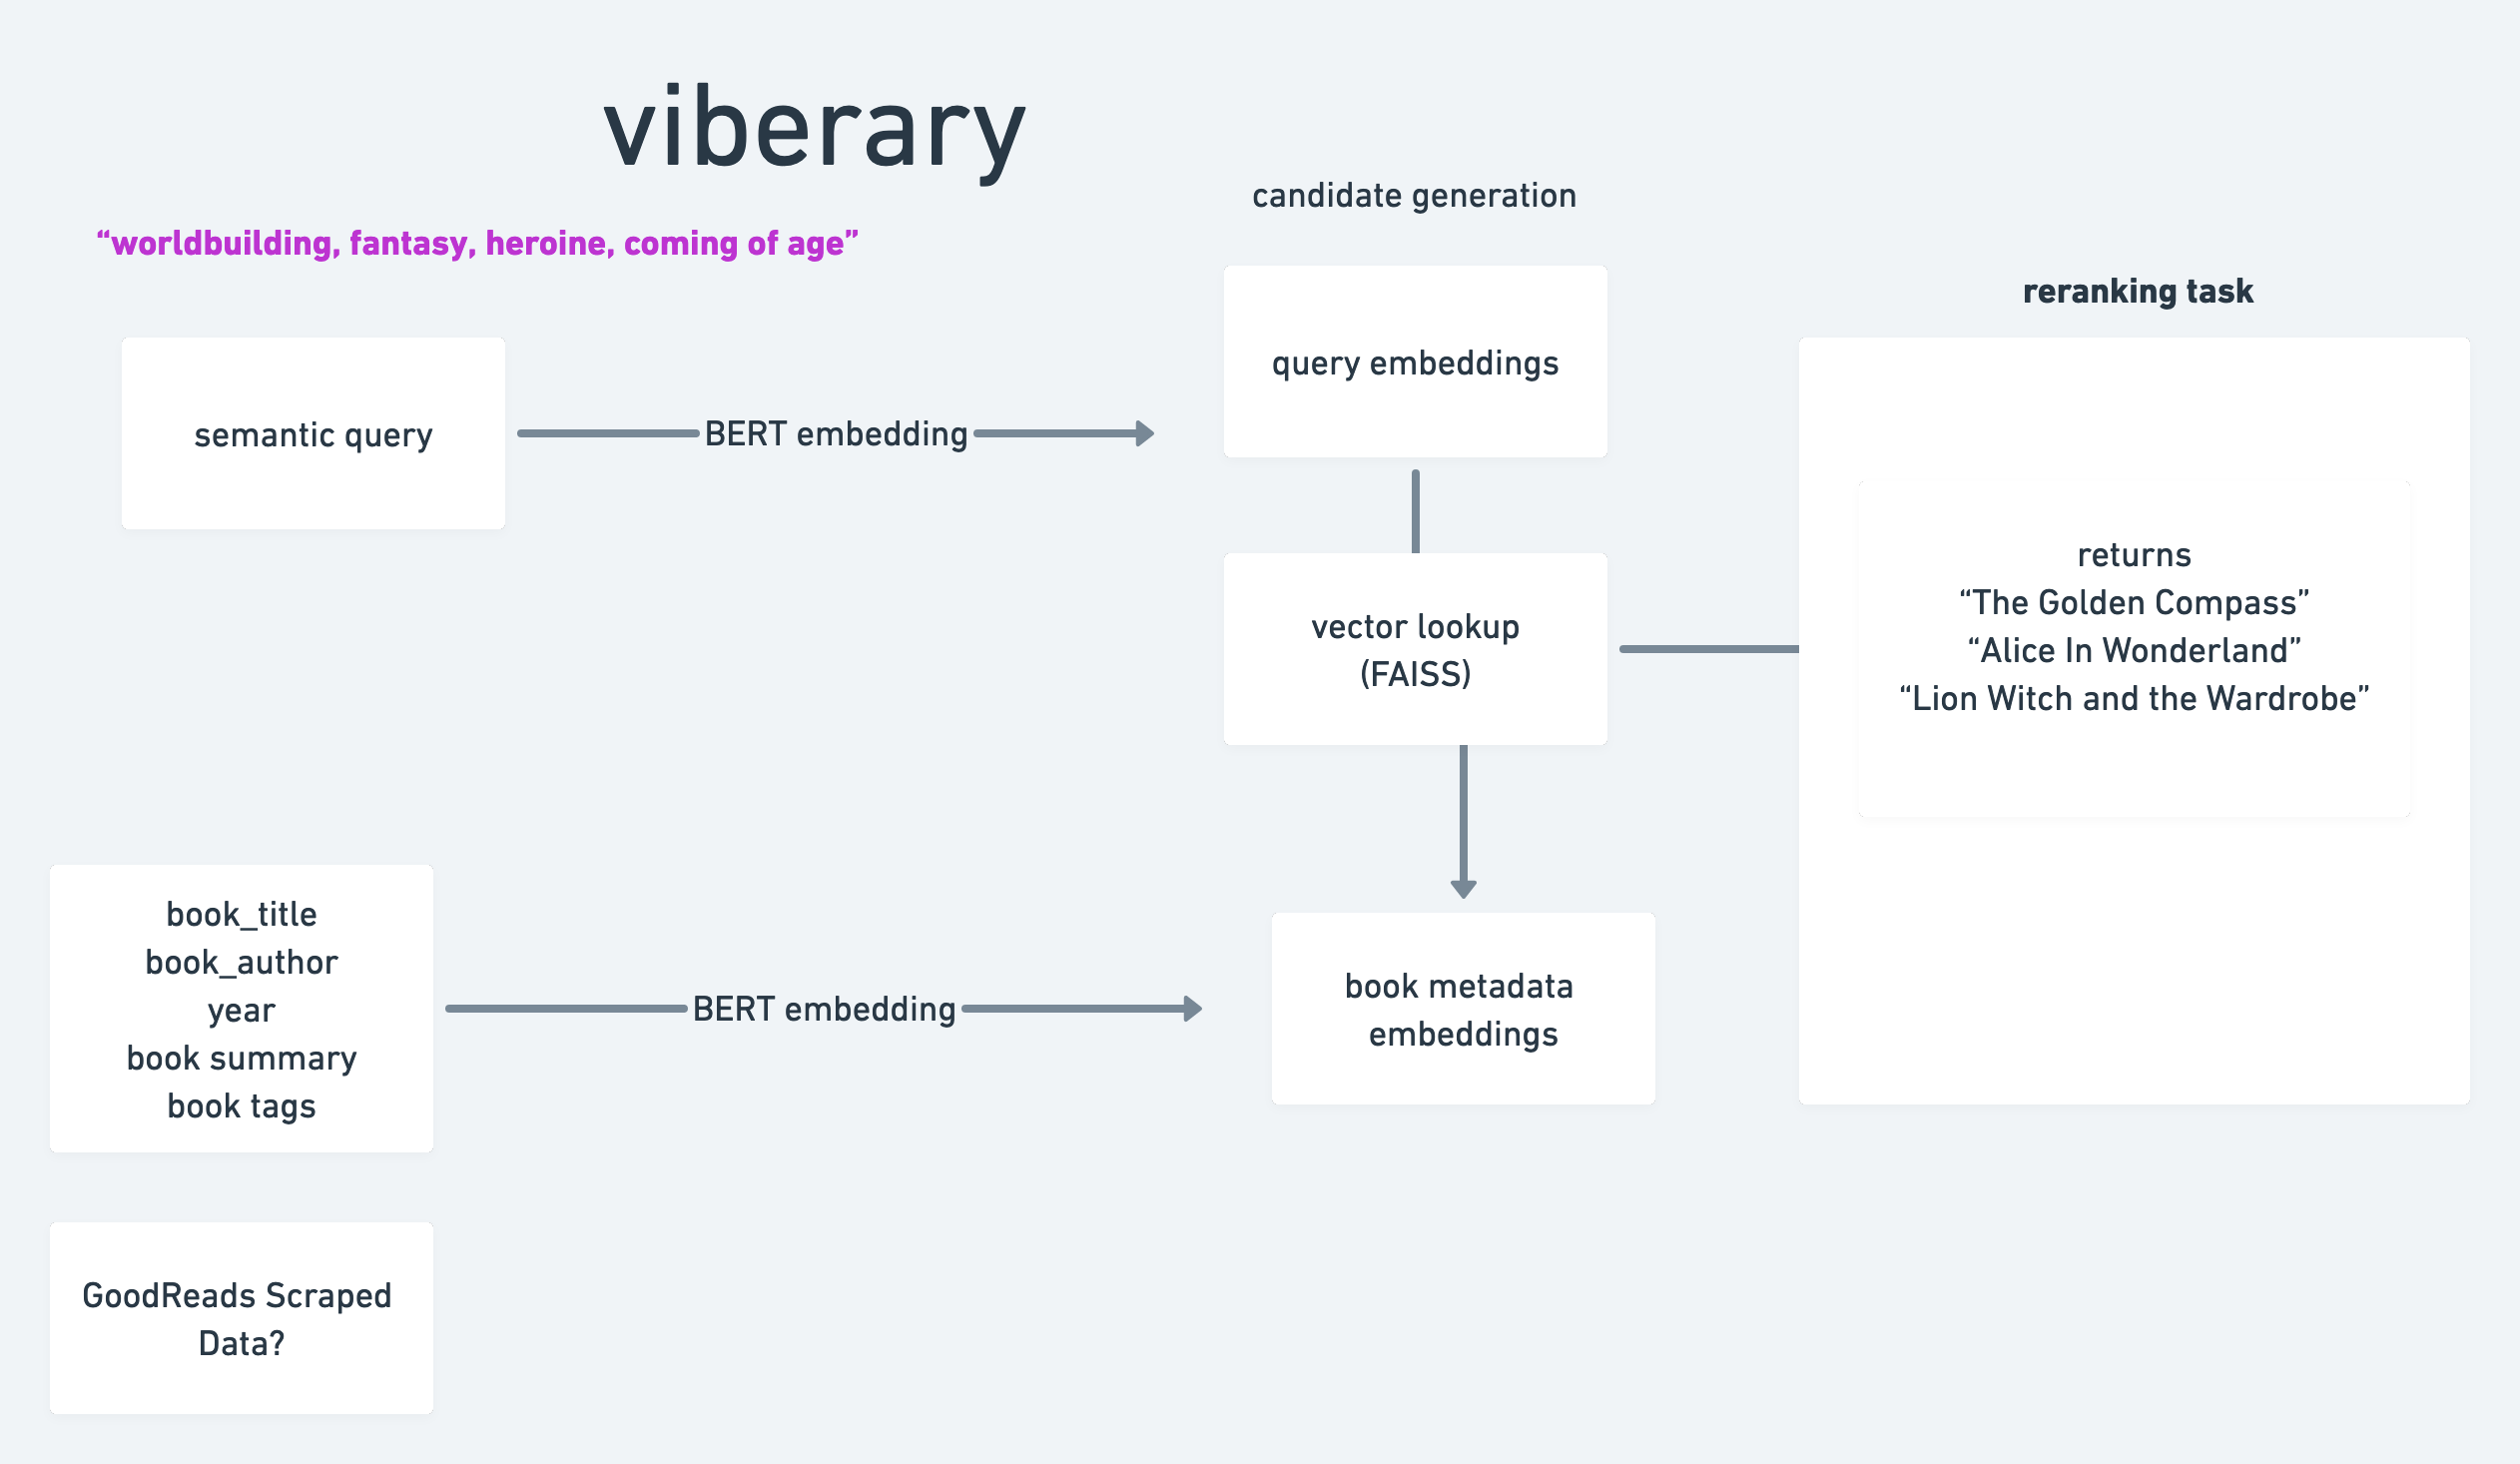 viberary
“worldbuilding, fantasy, heroine, coming of age”
candidate generation
reranking task
semantic query
BERT embedding
query embeddings
vector lookup
(FAISS)
returns
“The Golden Compass”
“Alice In Wonderland”
“Lion Witch and the Wardrobe”
book_title
book_author
year
book summary
book tags
BERT embedding
book metadata
embeddings
GoodReads Scraped
Data?